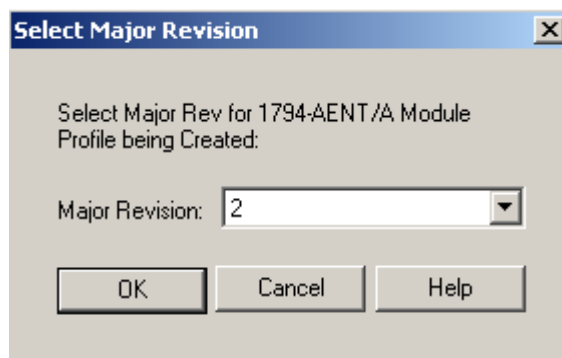 Select Major Revision
Select Major Rev for 1794-AENT/A Module
Profile being Created:
Major Revision: 2
OK Cancel Help